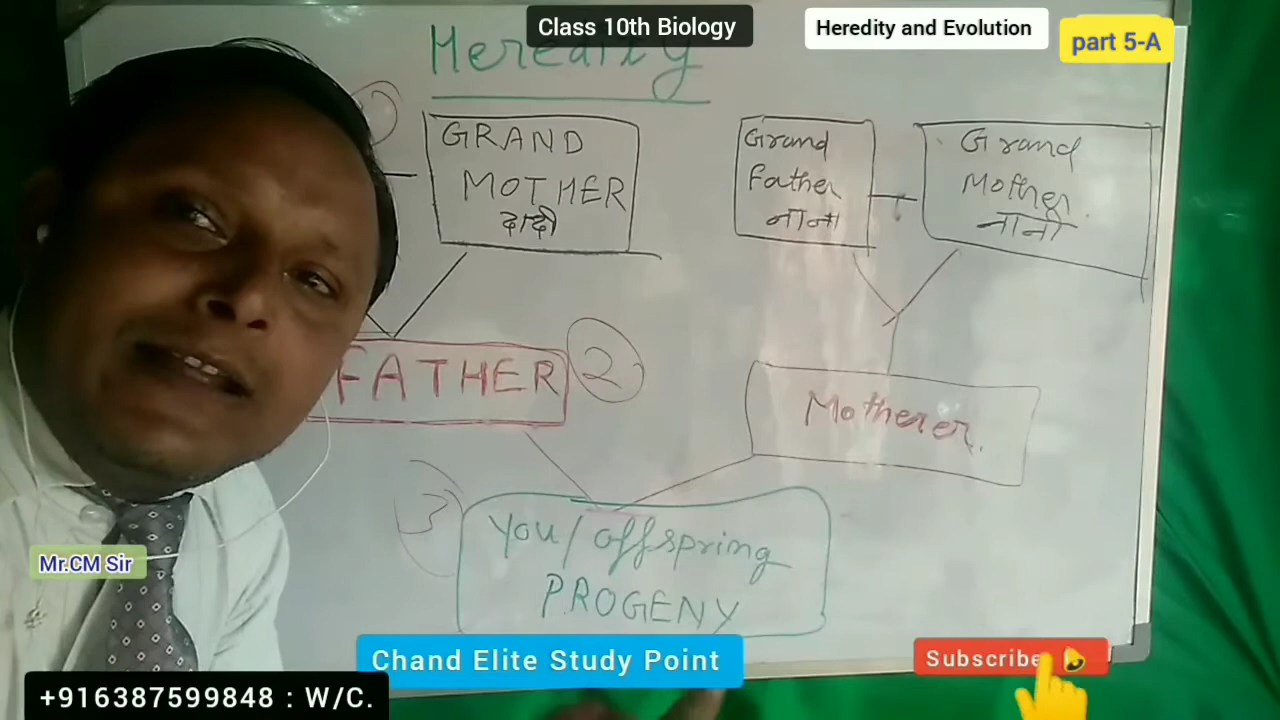 Class 10th Biology
Heredity and Evolution
part 5-A
Heredity
1
GRAND
MOTHER
दादी
Grand
Father
नाना
Grand
Mother
नानी
FATHER
2
Motherer.
3
You/offspring
PROGENY
Mr.CM Sir
Chand Elite Study Point
Subscribe
+916387599848 : W/C.